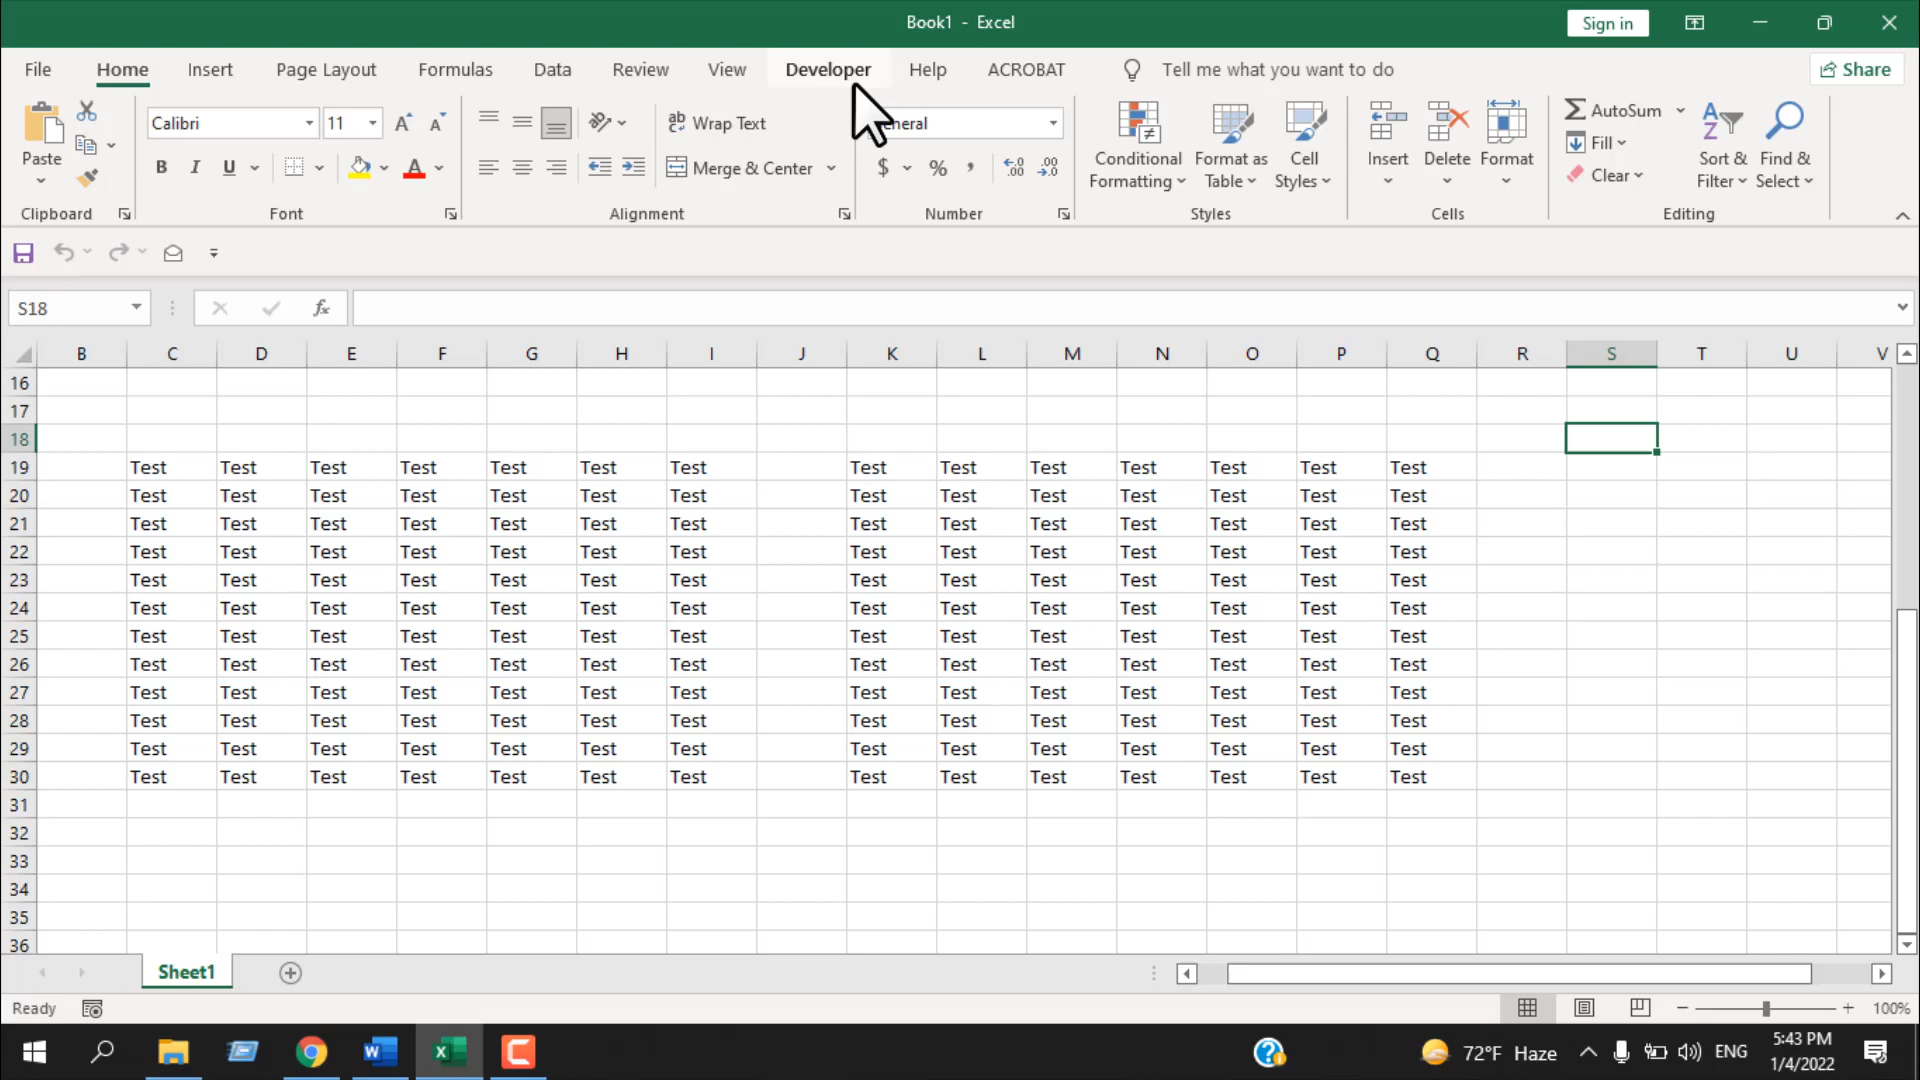 Book1 - Excel
Sign in
File Home Insert Page Layout Formulas Data Review View Developer Help ACROBAT Tell me what you want to do Share
Paste
Clipboard
Calibri 11
B I U A
Font
Wrap Text
Merge & Center
Alignment
eneral
$ % ,
Number
Conditional Formatting
Format as Table
Cell Styles
Styles
Insert Delete Format
Cells
AutoSum
Fill
Clear
Sort & Filter
Find & Select
Editing
S18 fx
B C D E F G H I J K L M N O P Q R S T U V
16
17
18
19 Test Test Test Test Test Test Test Test Test Test Test Test Test Test
20 Test Test Test Test Test Test Test Test Test Test Test Test Test Test
21 Test Test Test Test Test Test Test Test Test Test Test Test Test Test
22 Test Test Test Test Test Test Test Test Test Test Test Test Test Test
23 Test Test Test Test Test Test Test Test Test Test Test Test Test Test
24 Test Test Test Test Test Test Test Test Test Test Test Test Test Test
25 Test Test Test Test Test Test Test Test Test Test Test Test Test Test
26 Test Test Test Test Test Test Test Test Test Test Test Test Test Test
27 Test Test Test Test Test Test Test Test Test Test Test Test Test Test
28 Test Test Test Test Test Test Test Test Test Test Test Test Test Test
29 Test Test Test Test Test Test Test Test Test Test Test Test Test Test
30 Test Test Test Test Test Test Test Test Test Test Test Test Test Test
31
32
33
34
35
36
Sheet1
Ready 100%
72°F Haze ENG 5:43 PM
1/4/2022